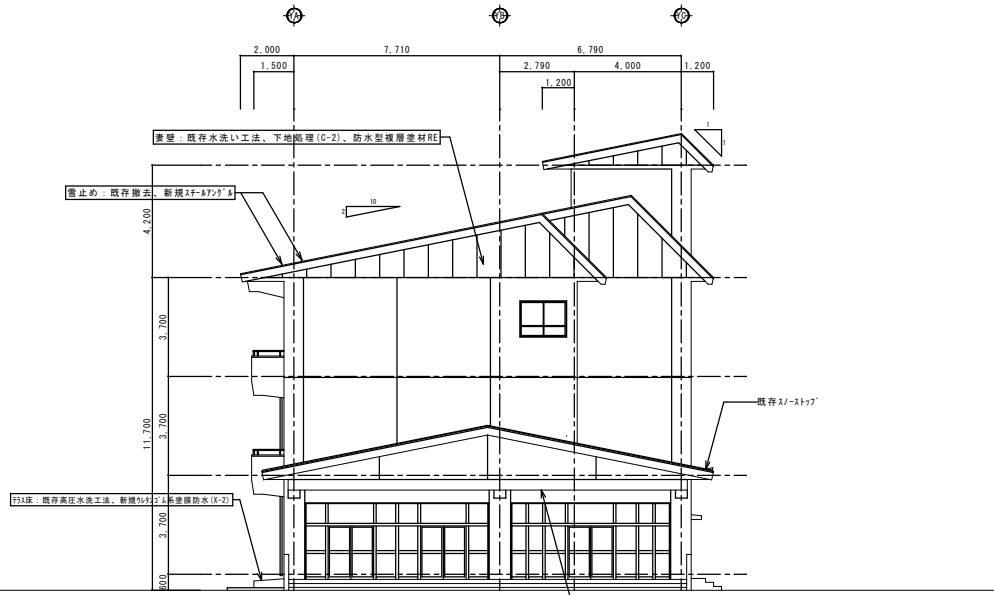 YA
YB
YC
2,000
7,710
6,790
1,500
2,790
4,000
1,200
1,200
妻壁：既存水洗い工法、下地処理(C-2)、防水型複層塗材RE
1
1
雪止め：既存撤去、新規ｽﾁｰﾙｱﾝｸﾞﾙ
10
2
4,200
3,700
既存ｽﾉｰｽﾄｯﾌﾟ
11,700
3,700
ﾃﾗｽ床：既存高圧水洗工法、新規ｳﾚﾀﾝｺﾞﾑ系塗膜防水(X-2)
3,700
600